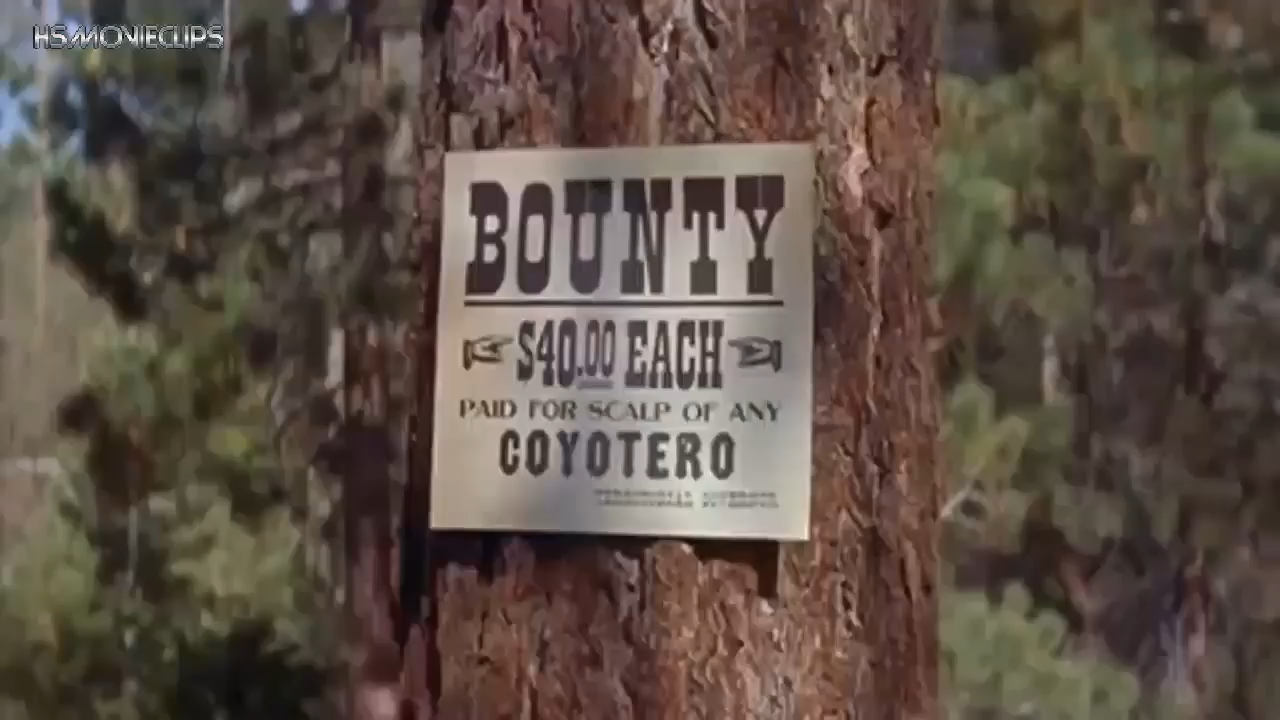 HSMOVIECLIPS
BOUNTY
$40.00 EACH
PAID FOR SCALP OF ANY
COYOTERO